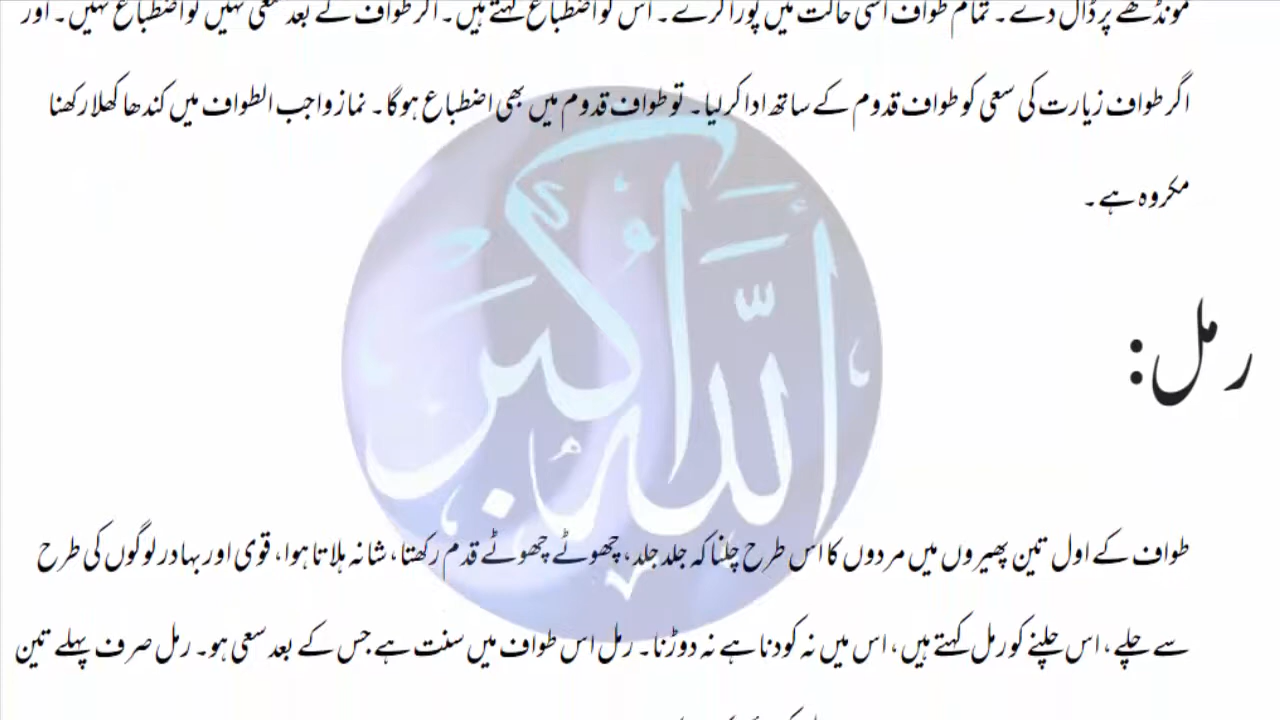 مونڈھے پر ڈال دے۔ تمام طواف اسی حالت میں پورا کرے۔ اس کو اضطباع کہتے ہیں۔ اگر طواف کے بعد سعی نہیں تو اضطباع نہیں۔ اور
اگر طواف زیارت کی سعی کو طواف قدوم کے ساتھ ادا کر لیا۔ تو طواف قدوم میں بھی اضطباع ہوگا۔ نماز واجب الطواف میں کندھا کھلا رکھنا
مکروہ ہے۔
الله أكبر
رمل:
طواف کے اول تین پھیروں میں مردوں کا اس طرح چلنا کہ جلد جلد، چھوٹے چھوٹے قدم رکھتا، شانہ ہلاتا ہوا، قوی اور بہادر لوگوں کی طرح
سے چلے، اس چلنے کو رمل کہتے ہیں، اس میں نہ کودنا ہے نہ دوڑنا۔ رمل اس طواف میں سنت ہے جس کے بعد سعی ہو۔ رمل صرف پہلے تین